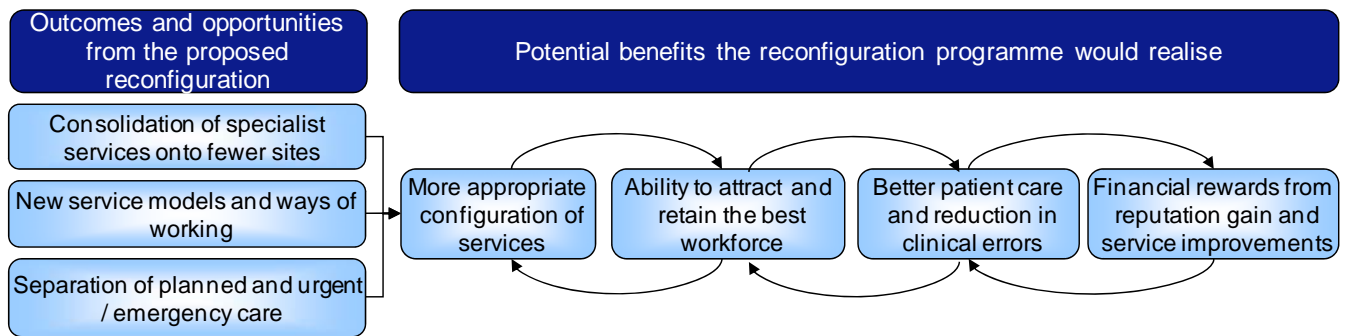 Outcomes and opportunities
from the proposed
reconfiguration
Potential benefits the reconfiguration programme would realise
Consolidation of specialist
services onto fewer sites
New service models and ways of
working
Separation of planned and urgent
/ emergency care
More appropriate
configuration of
services
Ability to attract and
retain the best
workforce
Better patient care
and reduction in
clinical errors
Financial rewards from
reputation gain and
service improvements